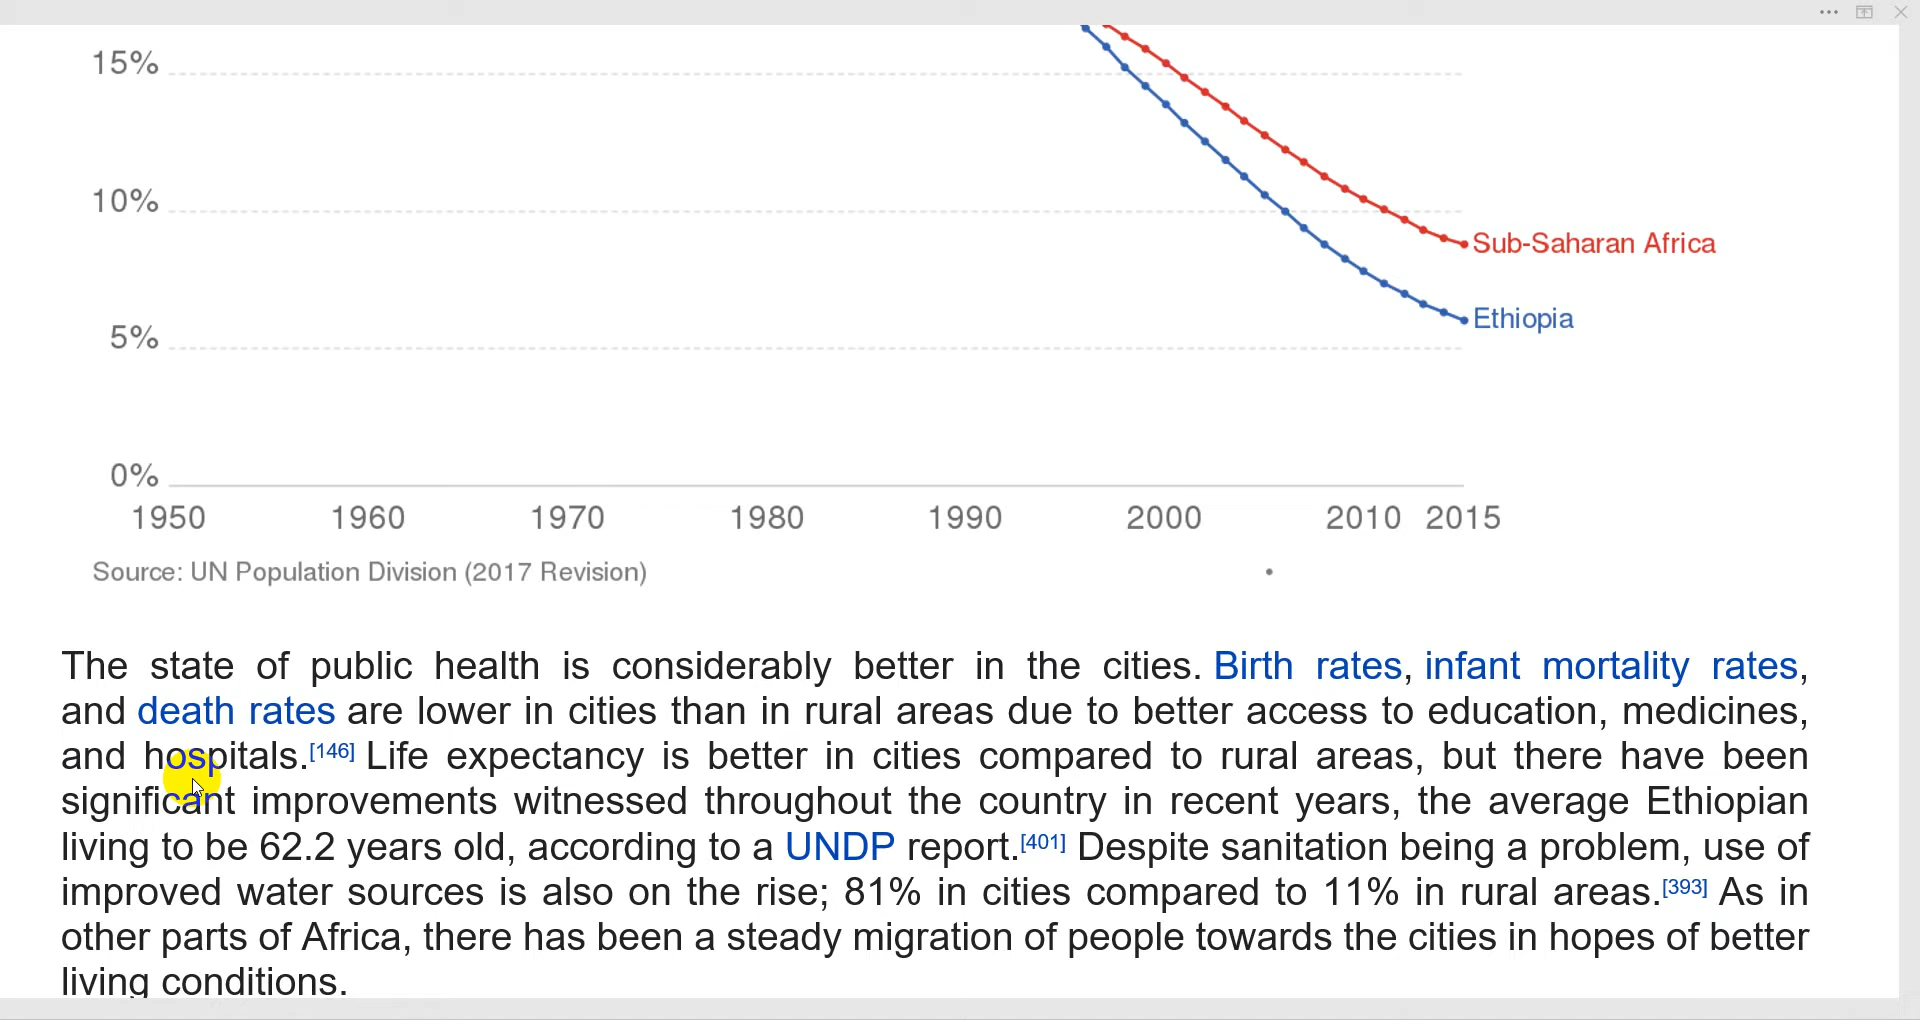 15%
10%
Sub-Saharan Africa
Ethiopia
5%
0%
1950 1960 1970 1980 1990 2000 2010 2015
Source: UN Population Division (2017 Revision)
The state of public health is considerably better in the cities. Birth rates, infant mortality rates,
and death rates are lower in cities than in rural areas due to better access to education, medicines,
and hospitals.[146] Life expectancy is better in cities compared to rural areas, but there have been
significant improvements witnessed throughout the country in recent years, the average Ethiopian
living to be 62.2 years old, according to a UNDP report.[401] Despite sanitation being a problem, use of
improved water sources is also on the rise; 81% in cities compared to 11% in rural areas.[393] As in
other parts of Africa, there has been a steady migration of people towards the cities in hopes of better
living conditions.